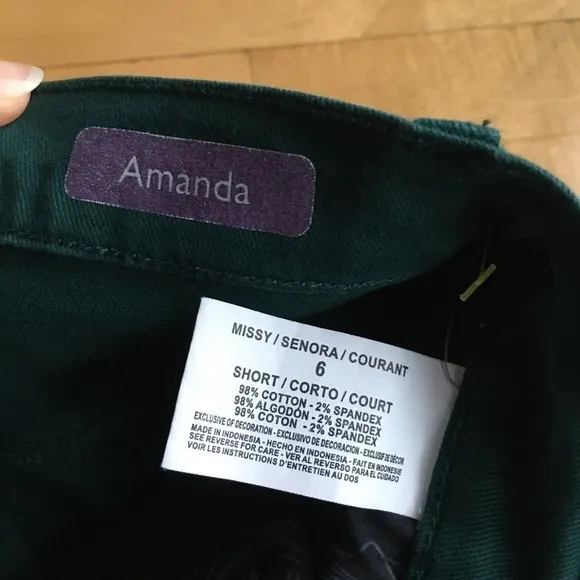 Amanda
MISSY / SENORA / COURANT
6
SHORT / CORTO / COURT
98% COTTON - 2% SPANDEX
98% ALGODÓN - 2% SPANDEX
98% COTON - 2% SPANDEX
EXCLUSIVE OF DECORATION - EXCLUSIVO DE DECORACION - EXCLUSIF DE DÉCOR
MADE IN INDONESIA - HECHO EN INDONESIA - FAIT EN INDONESIA
SEE REVERSE FOR CARE - VER AL REVERSO PARA EL CUIDADO
VOIR LES INSTRUCTIONS D'ENTRETIEN AU DOS